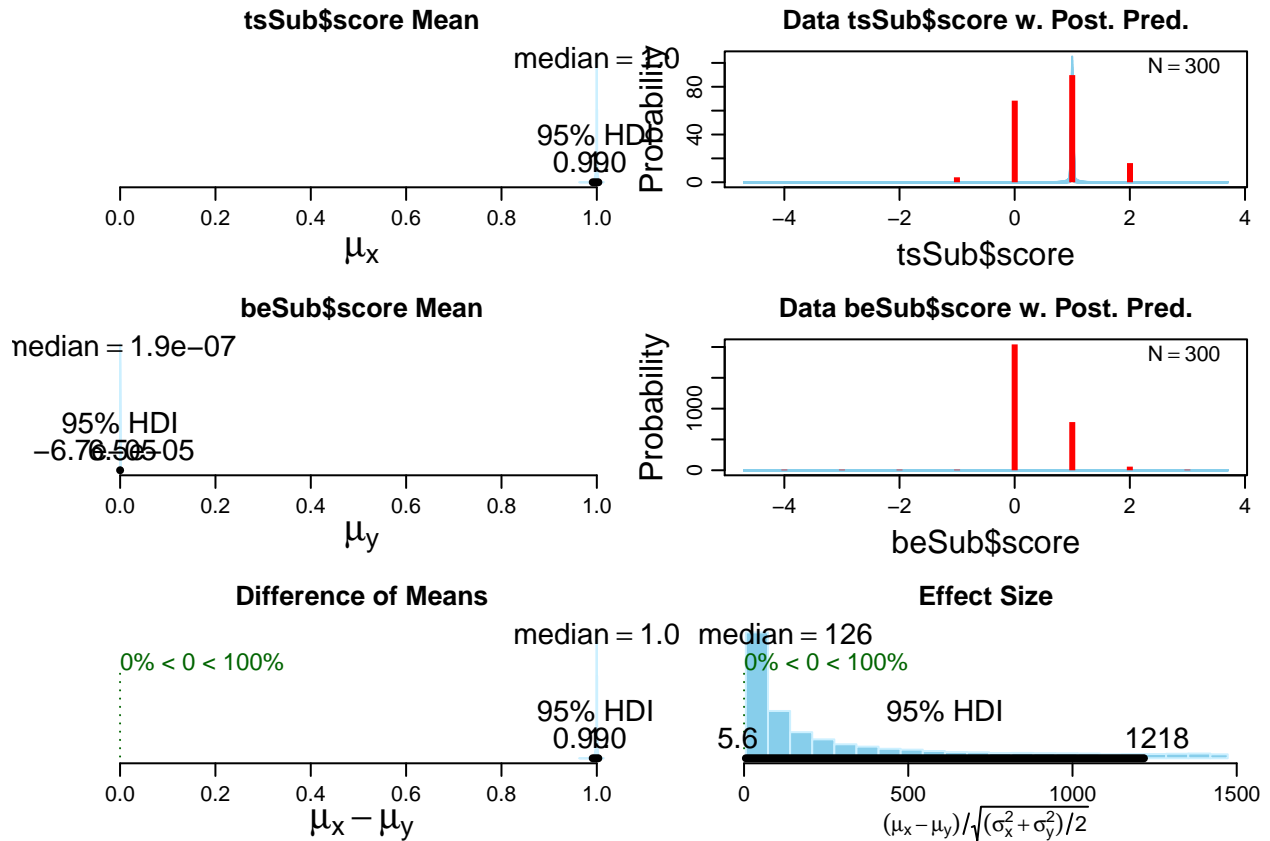 tsSub$score Mean
median = 1.0
95% HDI
0.990
0.0 0.2 0.4 0.6 0.8 1.0
μx
Data tsSub$score w. Post. Pred.
N = 300
Probability
0 40 80
−4 −2 0 2 4
tsSub$score
beSub$score Mean
median = 1.9e−07
95% HDI
0.0 0.2 0.4 0.6 0.8 1.0
μy
Data beSub$score w. Post. Pred.
N = 300
Probability
0 1000
−4 −2 0 2 4
beSub$score
Difference of Means
median = 1.0
0% < 0 < 100%
95% HDI
0.990
0.0 0.2 0.4 0.6 0.8 1.0
μx − μy
Effect Size
median = 126
0% < 0 < 100%
95% HDI
5.6 1218
0 500 1000 1500
(μx − μy)/√(σx² + σy²)/2